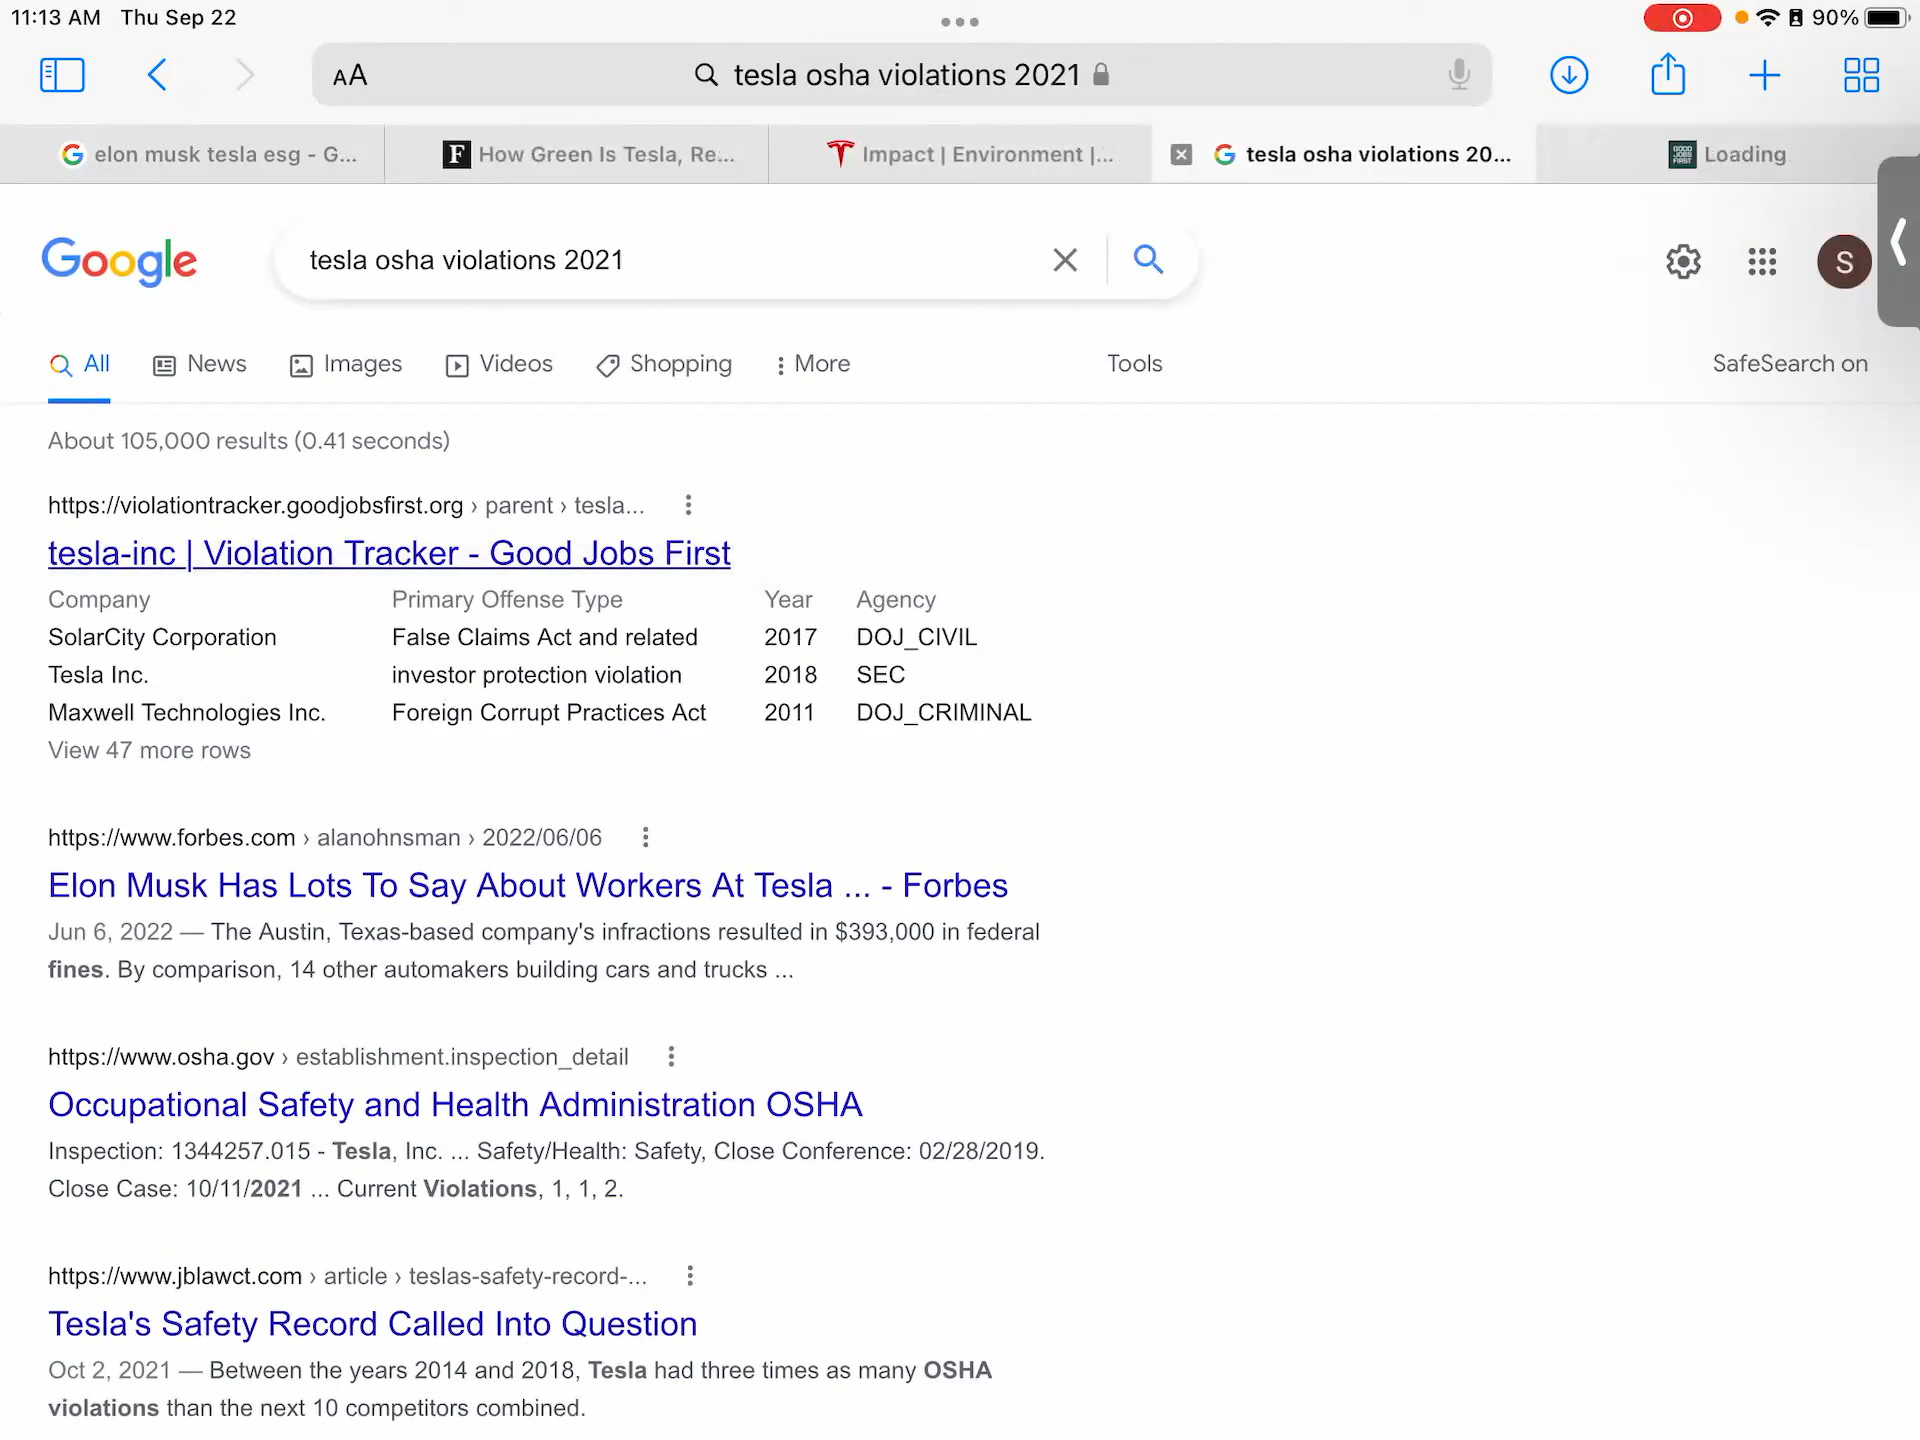 11:13 AM Thu Sep 22
90%
AA
tesla osha violations 2021
elon musk tesla esg - G...
F How Green Is Tesla, Re...
Impact | Environment |...
tesla osha violations 20...
GOOD JOBS FIRST Loading
Google
tesla osha violations 2021
S
All News Images Videos Shopping More Tools SafeSearch on
About 105,000 results (0.41 seconds)
https://violationtracker.goodjobsfirst.org › parent › tesla...
tesla-inc | Violation Tracker - Good Jobs First
Company Primary Offense Type Year Agency
SolarCity Corporation False Claims Act and related 2017 DOJ_CIVIL
Tesla Inc. investor protection violation 2018 SEC
Maxwell Technologies Inc. Foreign Corrupt Practices Act 2011 DOJ_CRIMINAL
View 47 more rows
https://www.forbes.com › alanohnsman › 2022/06/06
Elon Musk Has Lots To Say About Workers At Tesla ... - Forbes
Jun 6, 2022 — The Austin, Texas-based company's infractions resulted in $393,000 in federal
fines. By comparison, 14 other automakers building cars and trucks ...
https://www.osha.gov › establishment.inspection_detail
Occupational Safety and Health Administration OSHA
Inspection: 1344257.015 - Tesla, Inc. ... Safety/Health: Safety, Close Conference: 02/28/2019.
Close Case: 10/11/2021 ... Current Violations, 1, 1, 2.
https://www.jblawct.com › article › teslas-safety-record-...
Tesla's Safety Record Called Into Question
Oct 2, 2021 — Between the years 2014 and 2018, Tesla had three times as many OSHA
violations than the next 10 competitors combined.